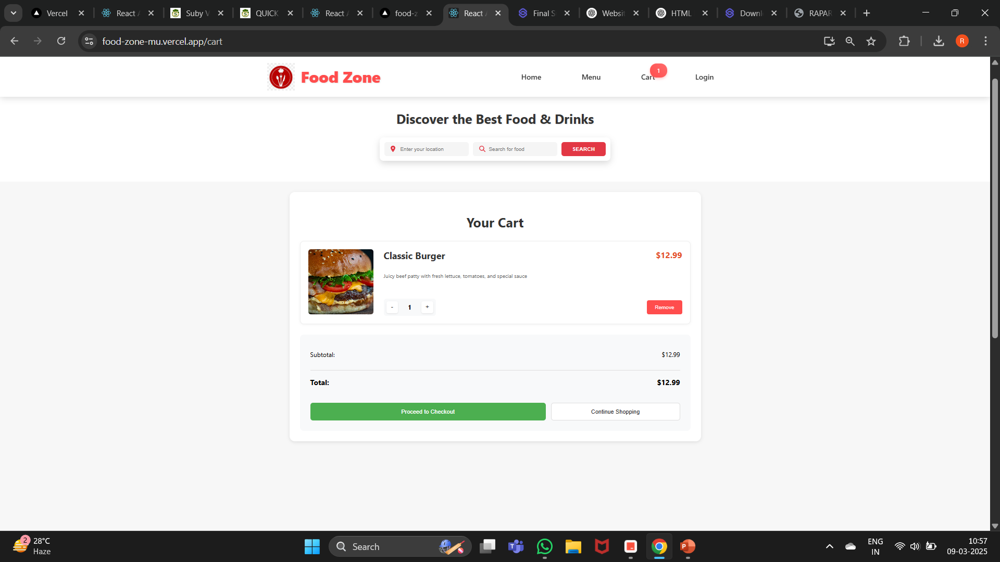 Vercel
React A
Suby V
QUICK
React A
food-z
React A
Final S
Websit
HTML
Downl
RAPAR
food-zone-mu.vercel.app/cart
R
Food Zone
Home
Menu
Cart
1
Login
Discover the Best Food & Drinks
Enter your location
Search for food
SEARCH
Your Cart
Classic Burger
$12.99
Juicy beef patty with fresh lettuce, tomatoes, and special sauce
- 1 +
Remove
Subtotal:
$12.99
Total:
$12.99
Proceed to Checkout
Continue Shopping
2
28°C
Haze
Search
ENG
IN
10:57
09-03-2025